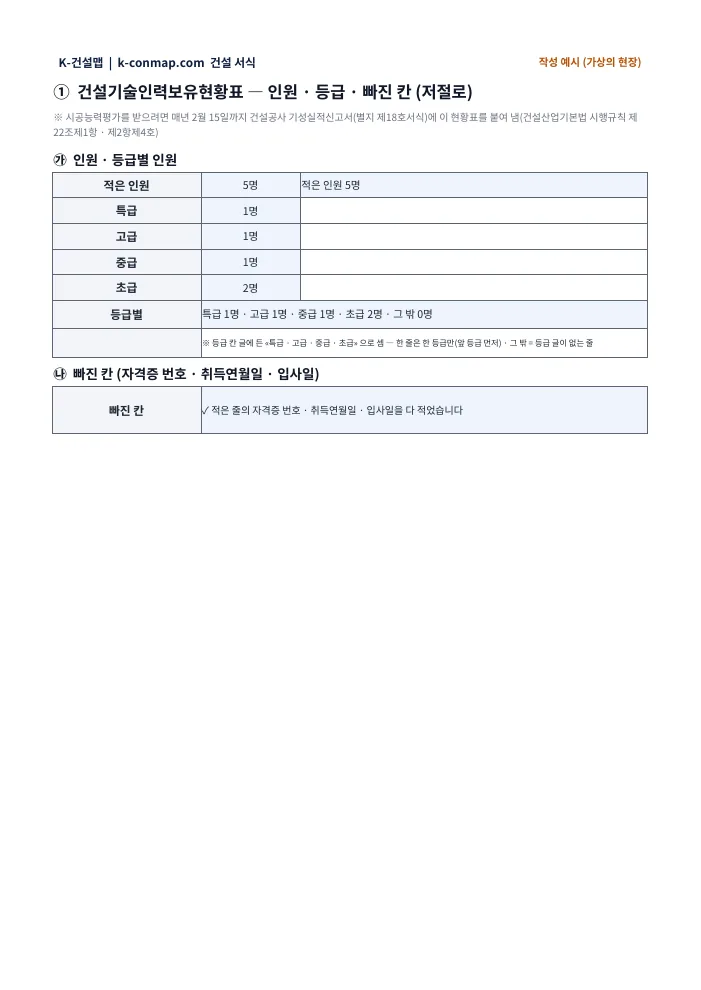 K-건설맵 | k-conmap.com 건설 서식
작성 예시 (가상의 현장)
① 건설기술인력보유현황표 — 인원 · 등급 · 빠진 칸 (저절로)
※ 시공능력평가를 받으려면 매년 2월 15일까지 건설공사 기성실적신고서(별지 제18호서식)에 이 현황표를 붙여 냄(건설산업기본법 시행규칙 제
22조제1항 · 제2항제4호)
㉮ 인원 · 등급별 인원
적은 인원 5명 적은 인원 5명
특급 1명
고급 1명
중급 1명
초급 2명
등급별 특급 1명 · 고급 1명 · 중급 1명 · 초급 2명 · 그 밖 0명
※ 등급 칸 글에 든 «특급 · 고급 · 중급 · 초급» 으로 셈 — 한 줄은 한 등급만(앞 등급 먼저) · 그 밖 = 등급 글이 없는 줄
㉯ 빠진 칸 (자격증 번호 · 취득연월일 · 입사일)
빠진 칸 ✓ 적은 줄의 자격증 번호 · 취득연월일 · 입사일을 다 적었습니다